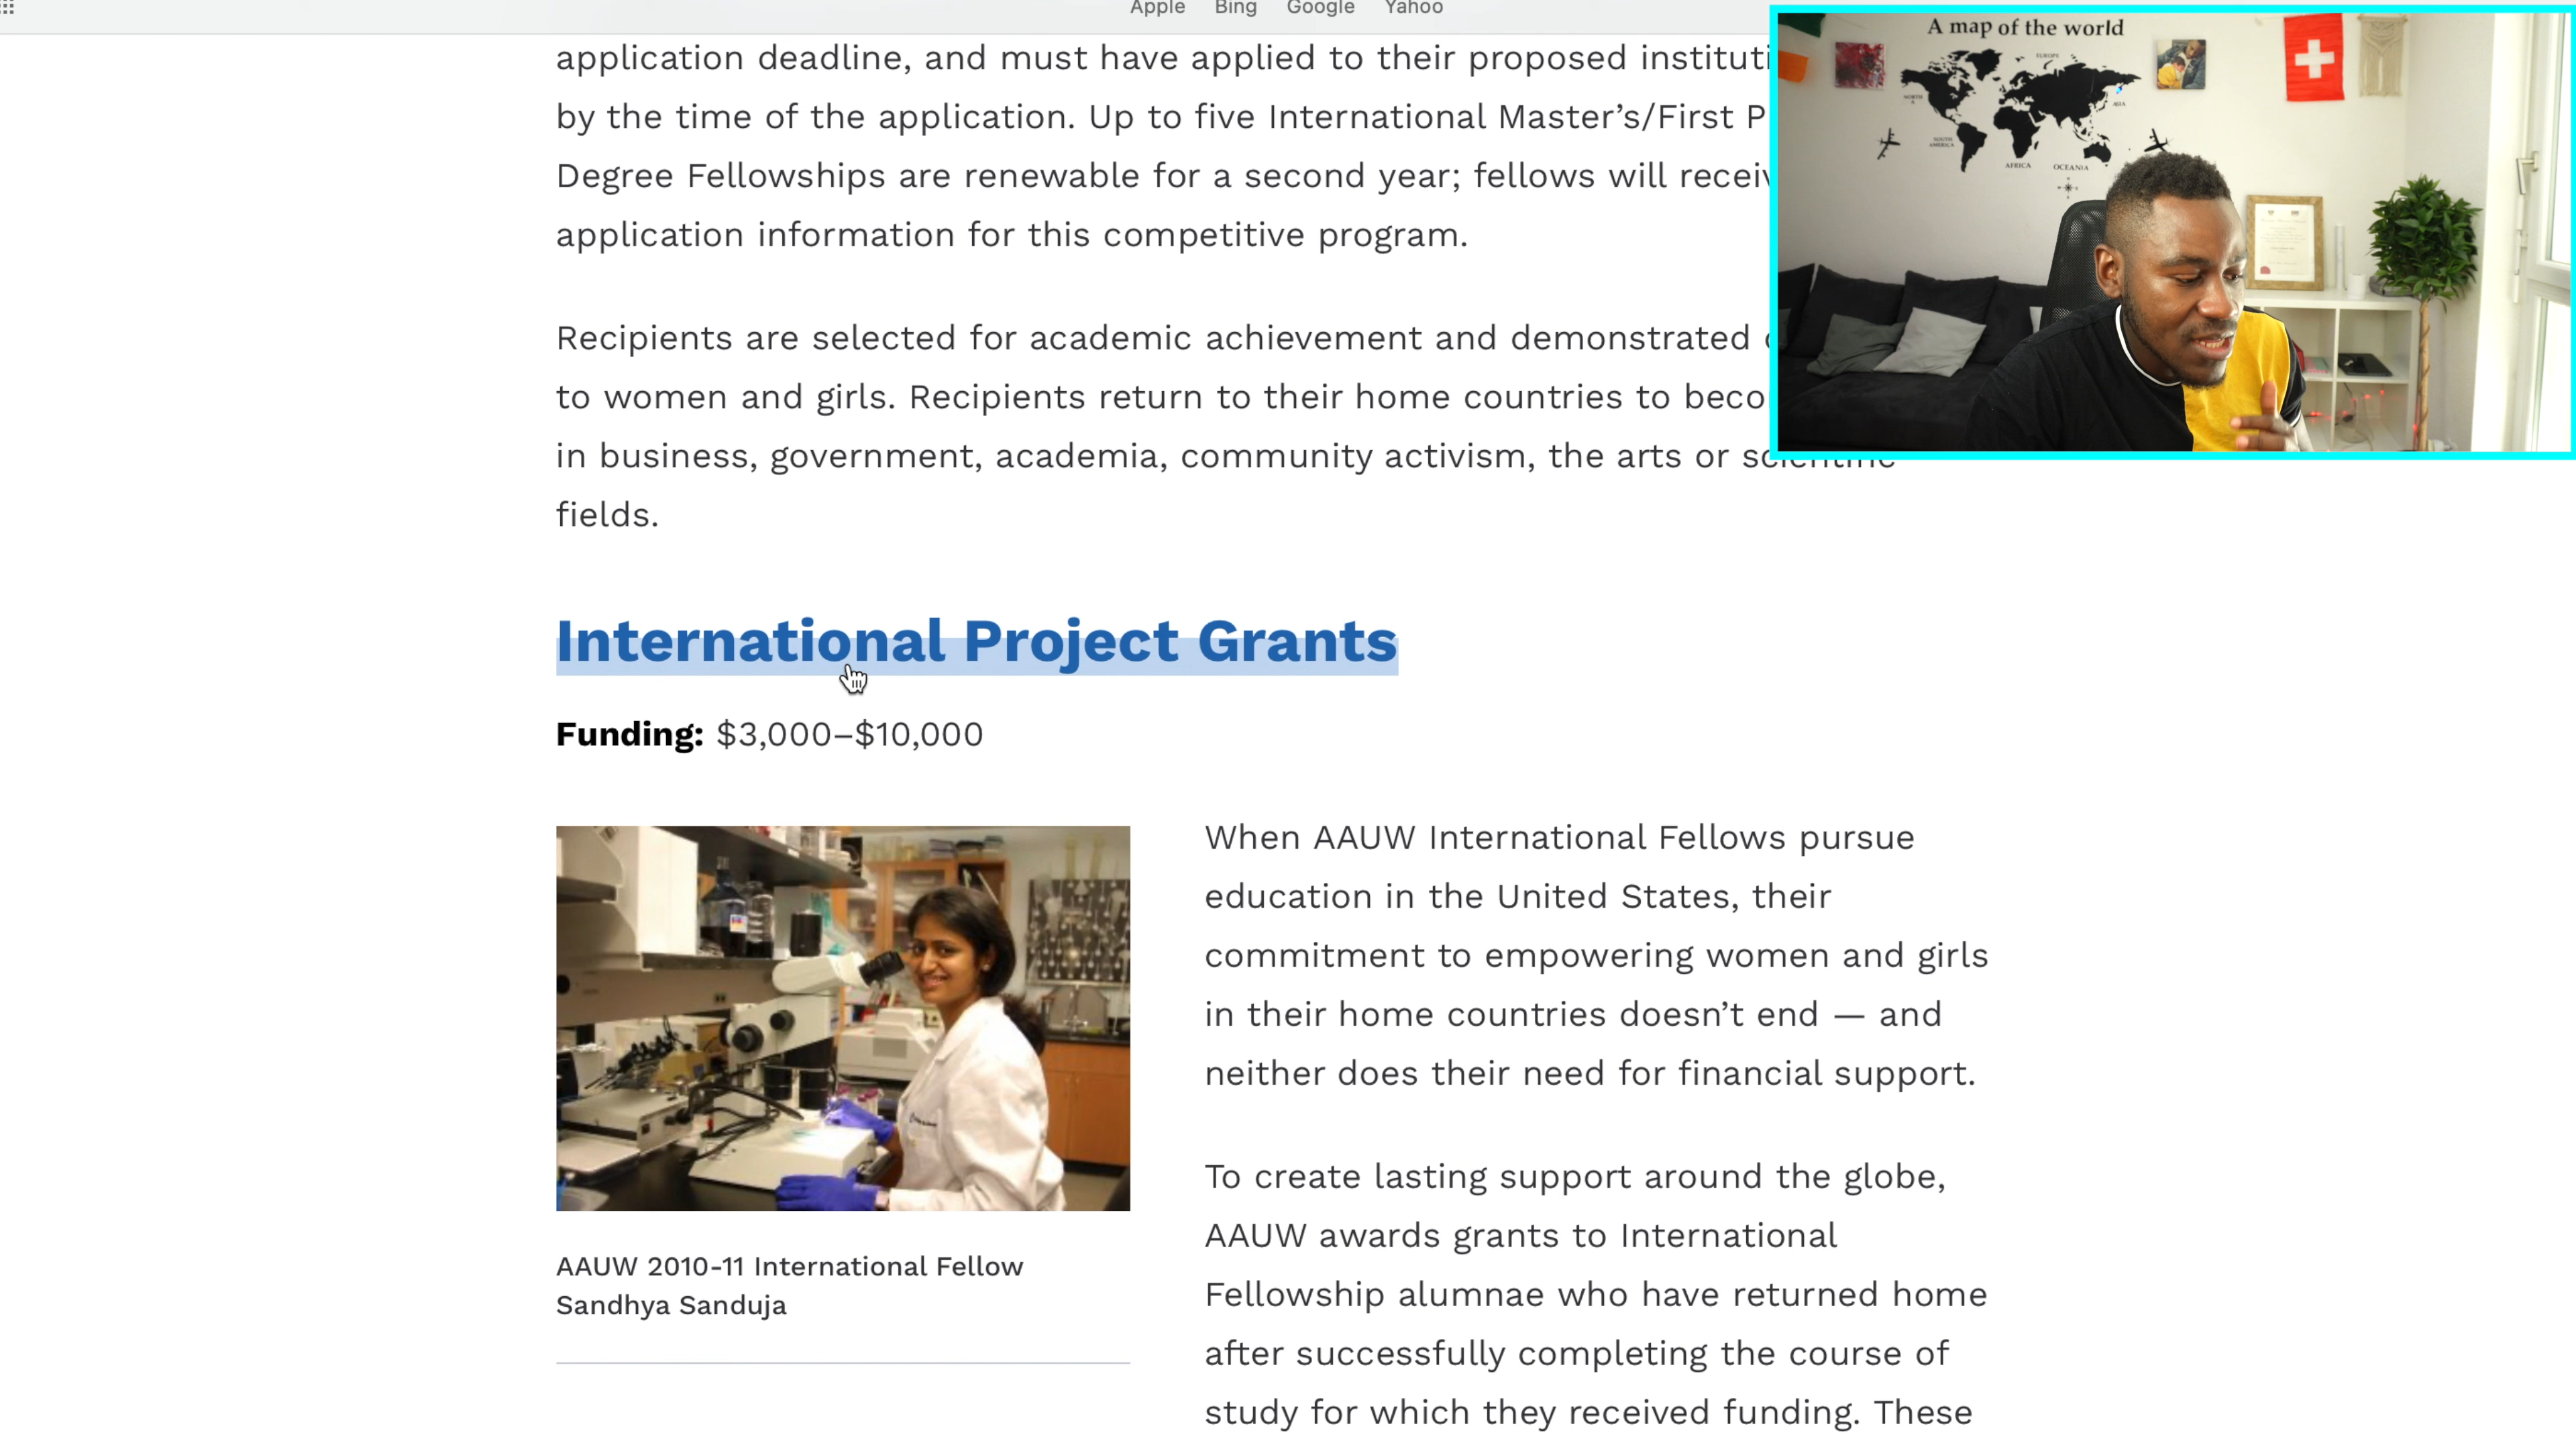 Apple Bing Google Yahoo
application deadline, and must have applied to their proposed
by the time of the application. Up to five International Master's/First
Degree Fellowships are renewable for a second year; fellows will
application information for this competitive program.
Recipients are selected for academic achievement and demonstrated
to women and girls. Recipients return to their home countries to
in business, government, academia, community activism, the arts or scientific
fields.
International Project Grants
Funding: $3,000–$10,000
AAUW 2010-11 International Fellow
Sandhya Sanduja
When AAUW International Fellows pursue
education in the United States, their
commitment to empowering women and girls
in their home countries doesn't end — and
neither does their need for financial support.
To create lasting support around the globe,
AAUW awards grants to International
Fellowship alumnae who have returned home
after successfully completing the course of
study for which they received funding. These
A map of the world
EUROPE
NORTH
ASIA
SOUTH
AMERICA
AFRICA
OCEANIA